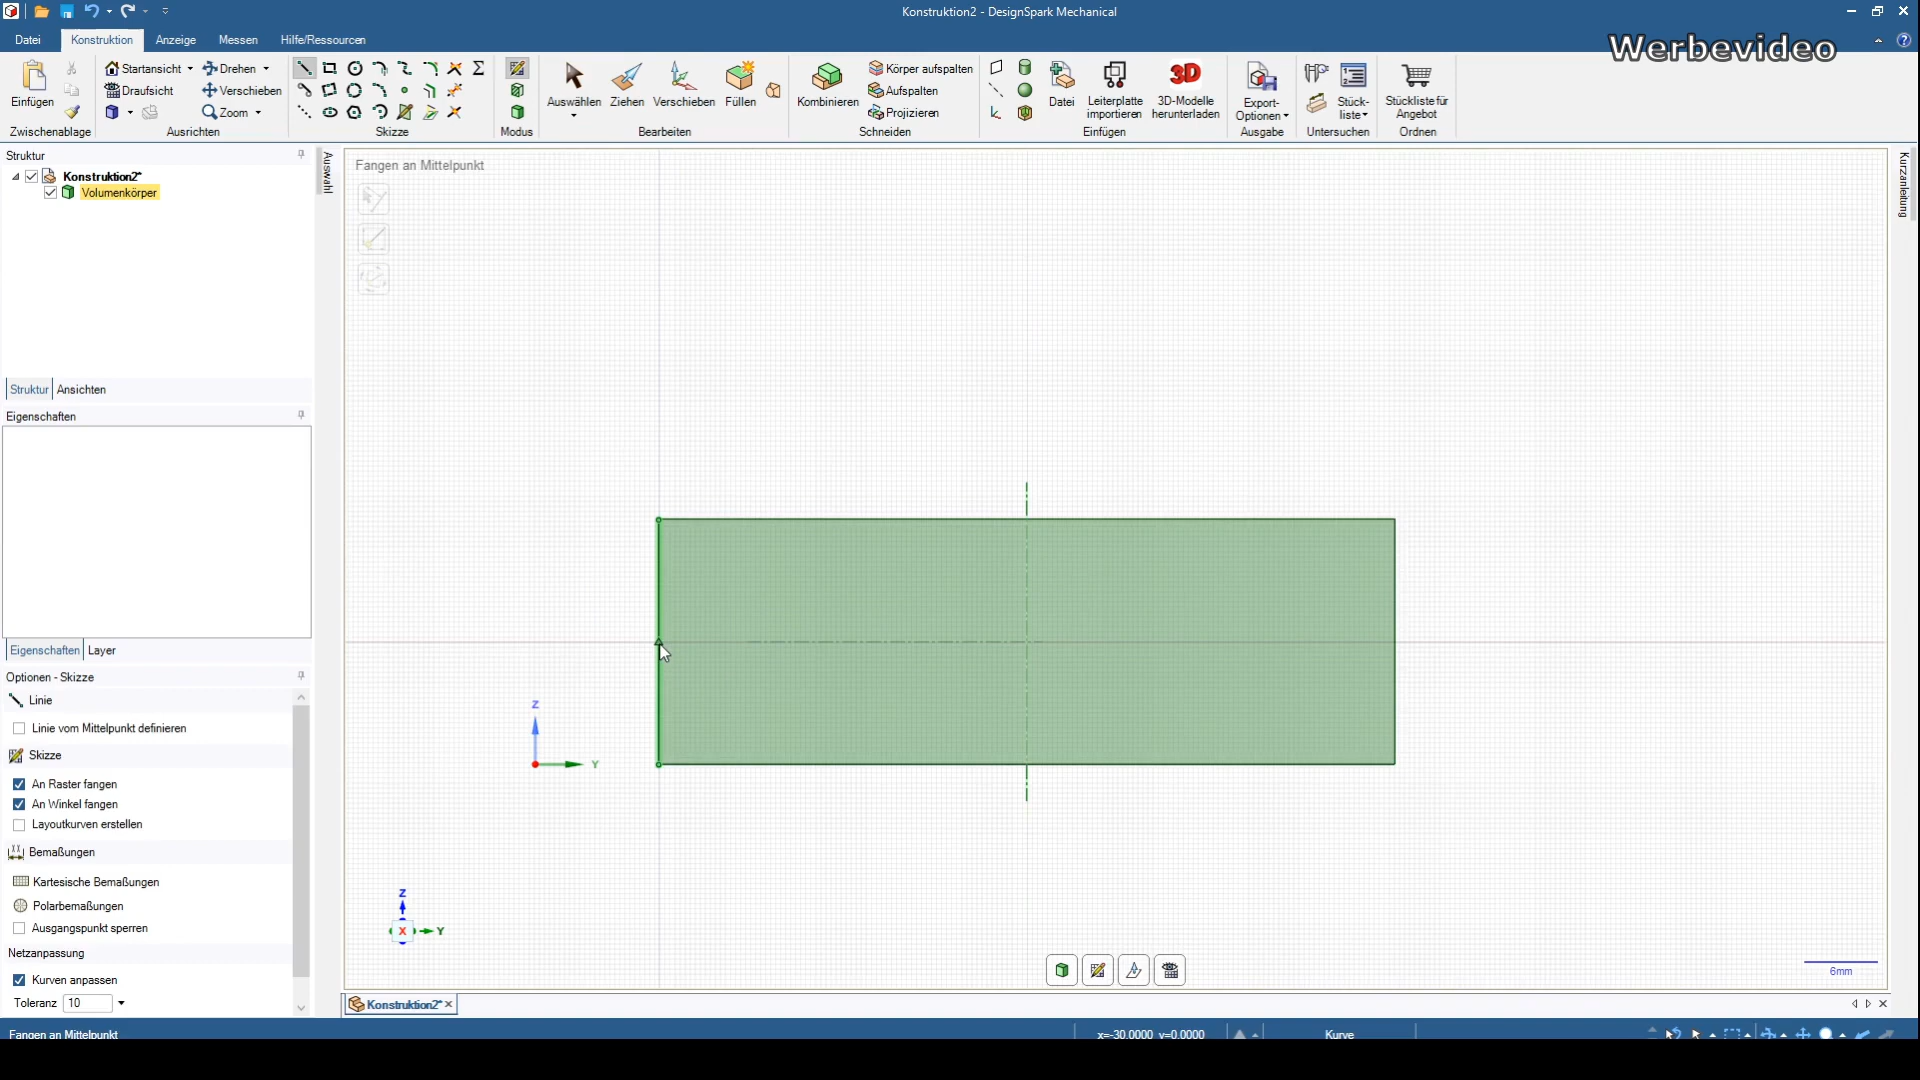 Konstruktion2 - DesignSpark Mechanical
Datei
Konstruktion
Anzeige
Messen
Hilfe/Ressourcen
Werbevideo
Einfügen
Startansicht
Drehen
Draufsicht
Verschieben
Zoom
Auswählen
Ziehen
Verschieben
Füllen
Kombinieren
Körper aufspalten
Aufspalten
Projizieren
Datei
Leiterplatte
importieren
3D
3D-Modelle
herunterladen
Export-
Optionen
Stück-
liste
Stückliste für
Angebot
Zwischenablage
Ausrichten
Skizze
Modus
Bearbeiten
Schneiden
Einfügen
Ausgabe
Untersuchen
Ordnen
Struktur
Konstruktion2*
Volumenkörper
Struktur
Ansichten
Eigenschaften
Eigenschaften
Layer
Optionen - Skizze
Linie
Linie vom Mittelpunkt definieren
Skizze
An Raster fangen
An Winkel fangen
Layoutkurven erstellen
Bemaßungen
Kartesische Bemaßungen
Polarbemaßungen
Ausgangspunkt sperren
Netzanpassung
Kurven anpassen
Toleranz 10
Auswahl
Fangen an Mittelpunkt
Kurzanleitung
Z
Y
Z
X
Y
6mm
Konstruktion2*
Fangen an Mittelpunkt
x=-30.0000 y=0.0000
Kurve